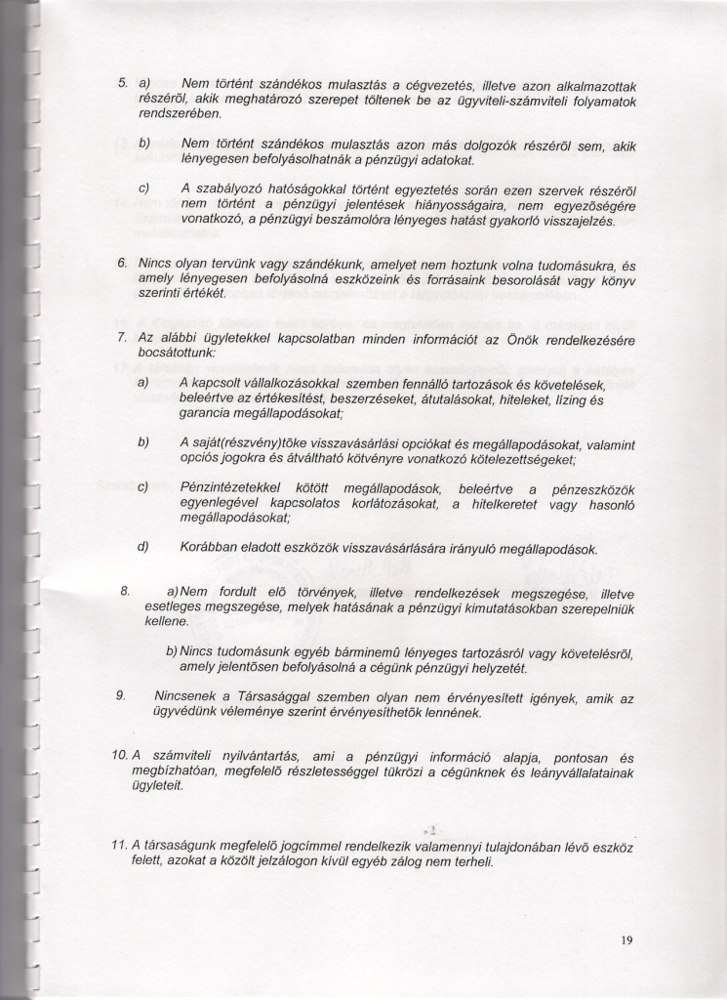 5. a) Nem történt szándékos mulasztás a cégvezetés, illetve azon alkalmazottak
részérõl, akik meghatározó szerepet töltenek be az ügyviteli-számviteli folyamatok
rendszerében.
b) Nem történt szándékos mulasztás azon más dolgozók részérõl sem, akik
lényegesen befolyásolhatnák a pénzügyi adatokat.
c) A szabályozó hatóságokkal történt egyeztetés során ezen szervek részérõl
nem történt a pénzügyi jelentések hiányosságaira, nem egyezõségére
vonatkozó, a pénzügyi beszámolóra lényeges hatást gyakorló visszajelzés.
6. Nincs olyan tervünk vagy szándékunk, amelyet nem hoztunk volna tudomásukra, és
amely lényegesen befolyásolná eszközeink és forrásaink besorolását vagy könyv
szerinti értékét.
7. Az alábbi ügyletekkel kapcsolatban minden információt az Önök rendelkezésére
bocsátottunk:
a) A kapcsolt vállalkozásokkal szemben fennálló tartozások és követelések,
beleértve az értékesítést, beszerzéseket, átutalásokat, hiteleket, lízing és
garancia megállapodásokat;
b) A saját(részvény)tõke visszavásárlási opciókat és megállapodásokat, valamint
opciós jogokra és átváltható kötvényre vonatkozó kötelezettségeket;
c) Pénzintézetekkel kötött megállapodások, beleértve a pénzeszközök
egyenlegével kapcsolatos korlátozásokat, a hitelkeretet vagy hasonló
megállapodásokat;
d) Korábban eladott eszközök visszavásárlására irányuló megállapodások.
8. a)Nem fordult elõ törvények, illetve rendelkezések megszegése, illetve
esetleges megszegése, melyek hatásának a pénzügyi kimutatásokban szerepelniük
kellene.
b) Nincs tudomásunk egyéb bárminemû lényeges tartozásról vagy követelésrõl,
amely jelentõsen befolyásolná a cégünk pénzügyi helyzetét.
9. Nincsenek a Társasággal szemben olyan nem érvényesített igények, amik az
ügyvédünk véleménye szerint érvényesíthetõk lennének.
10. A számviteli nyilvántartás, ami a pénzügyi információ alapja, pontosan és
megbízhatóan, megfelelõ részletességgel tükrözi a cégünknek és leányvállalatainak
ügyleteit.
11. A társaságunk megfelelõ jogcímmel rendelkezik valamennyi tulajdonában lévõ eszköz
felett, azokat a közölt jelzálogon kívül egyéb zálog nem terheli.
19